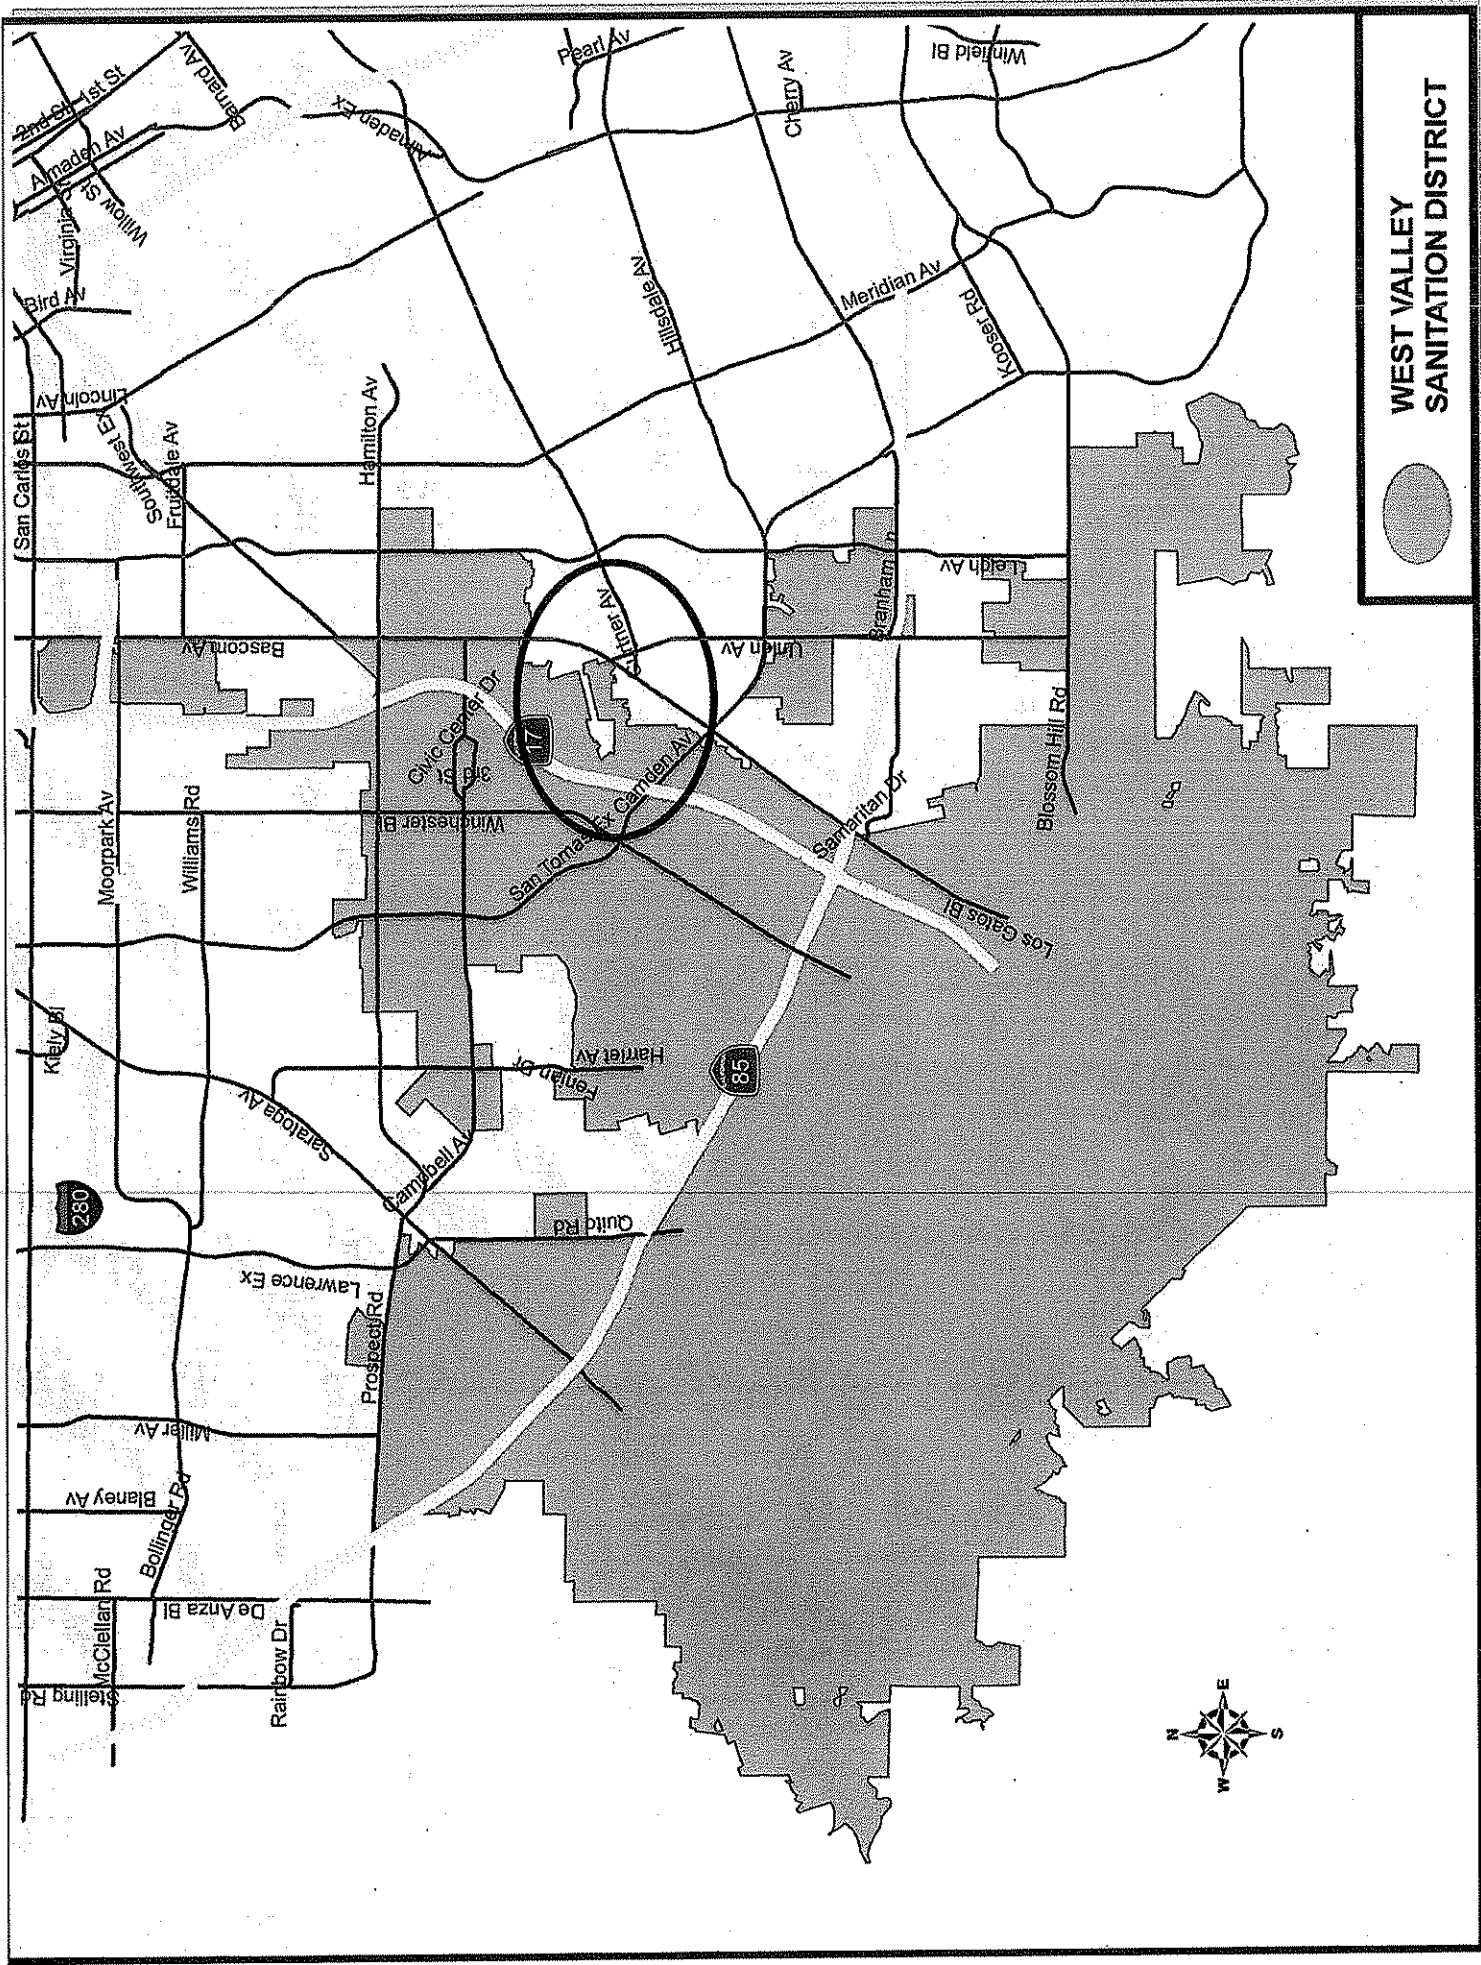 2nd St
1st St
Barnard Av
Almaden Av
Willow St
Bird Av
Almaden Ex
Pearl Av
Cherry Av
Winfield Bl
Hillsdale Av
Meridian Av
Kooser Rd
San Carlos St
Lincoln Av
Southwest Ex
Fruitdale Av
Hamilton Av
Leigh Av
Branham
Union Av
Bascom Av
Civic Center Dr
3rd St
17
Camden Av
Winchester Bl
San Tomas Ex
Samaritan Dr
Blossom Hill Rd
Los Gatos Bl
Moorpark Av
Williams Rd
Kiely Bl
Saratoga Av
Harriet Av
Fenian Dr
85
280
Campbell Av
Quito Rd
Lawrence Ex
Prospect Rd
Miller Av
Blaney Av
Bollinger Rd
McClellan Rd
De Anza Bl
Stelling Rd
Rainbow Dr
N
E
S
W
WEST VALLEY
SANITATION DISTRICT